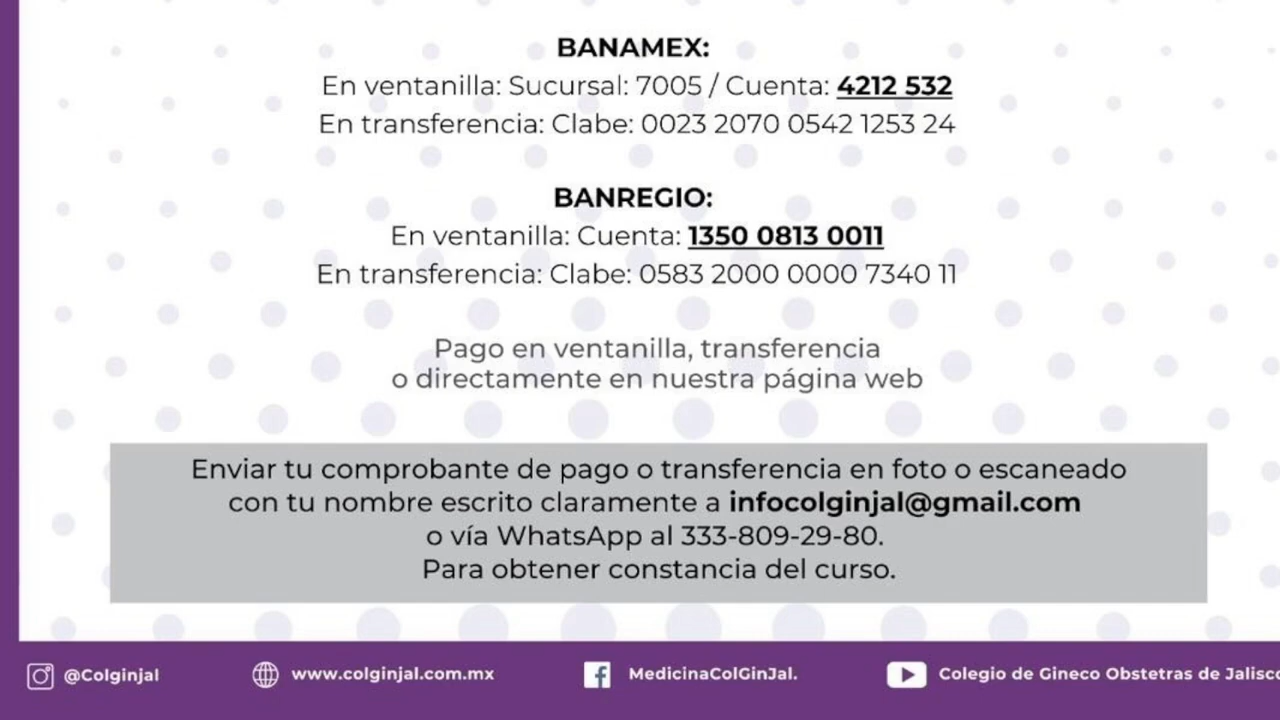 BANAMEX:
En ventanilla: Sucursal: 7005 / Cuenta: 4212 532
En transferencia: Clabe: 0023 2070 0542 1253 24
BANREGIO:
En ventanilla: Cuenta: 1350 0813 0011
En transferencia: Clabe: 0583 2000 0000 7340 11
Pago en ventanilla, transferencia
o directamente en nuestra página web
Enviar tu comprobante de pago o transferencia en foto o escaneado
con tu nombre escrito claramente a infocolginjal@gmail.com
o vía WhatsApp al 333-809-29-80.
Para obtener constancia del curso.
@Colginjal www.colginjal.com.mx MedicinaColGinJal. Colegio de Gineco Obstetras de Jalisco